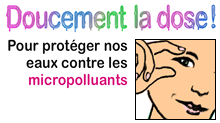 Doucement la dose!
Pour protéger nos
eaux contre les
micropolluants